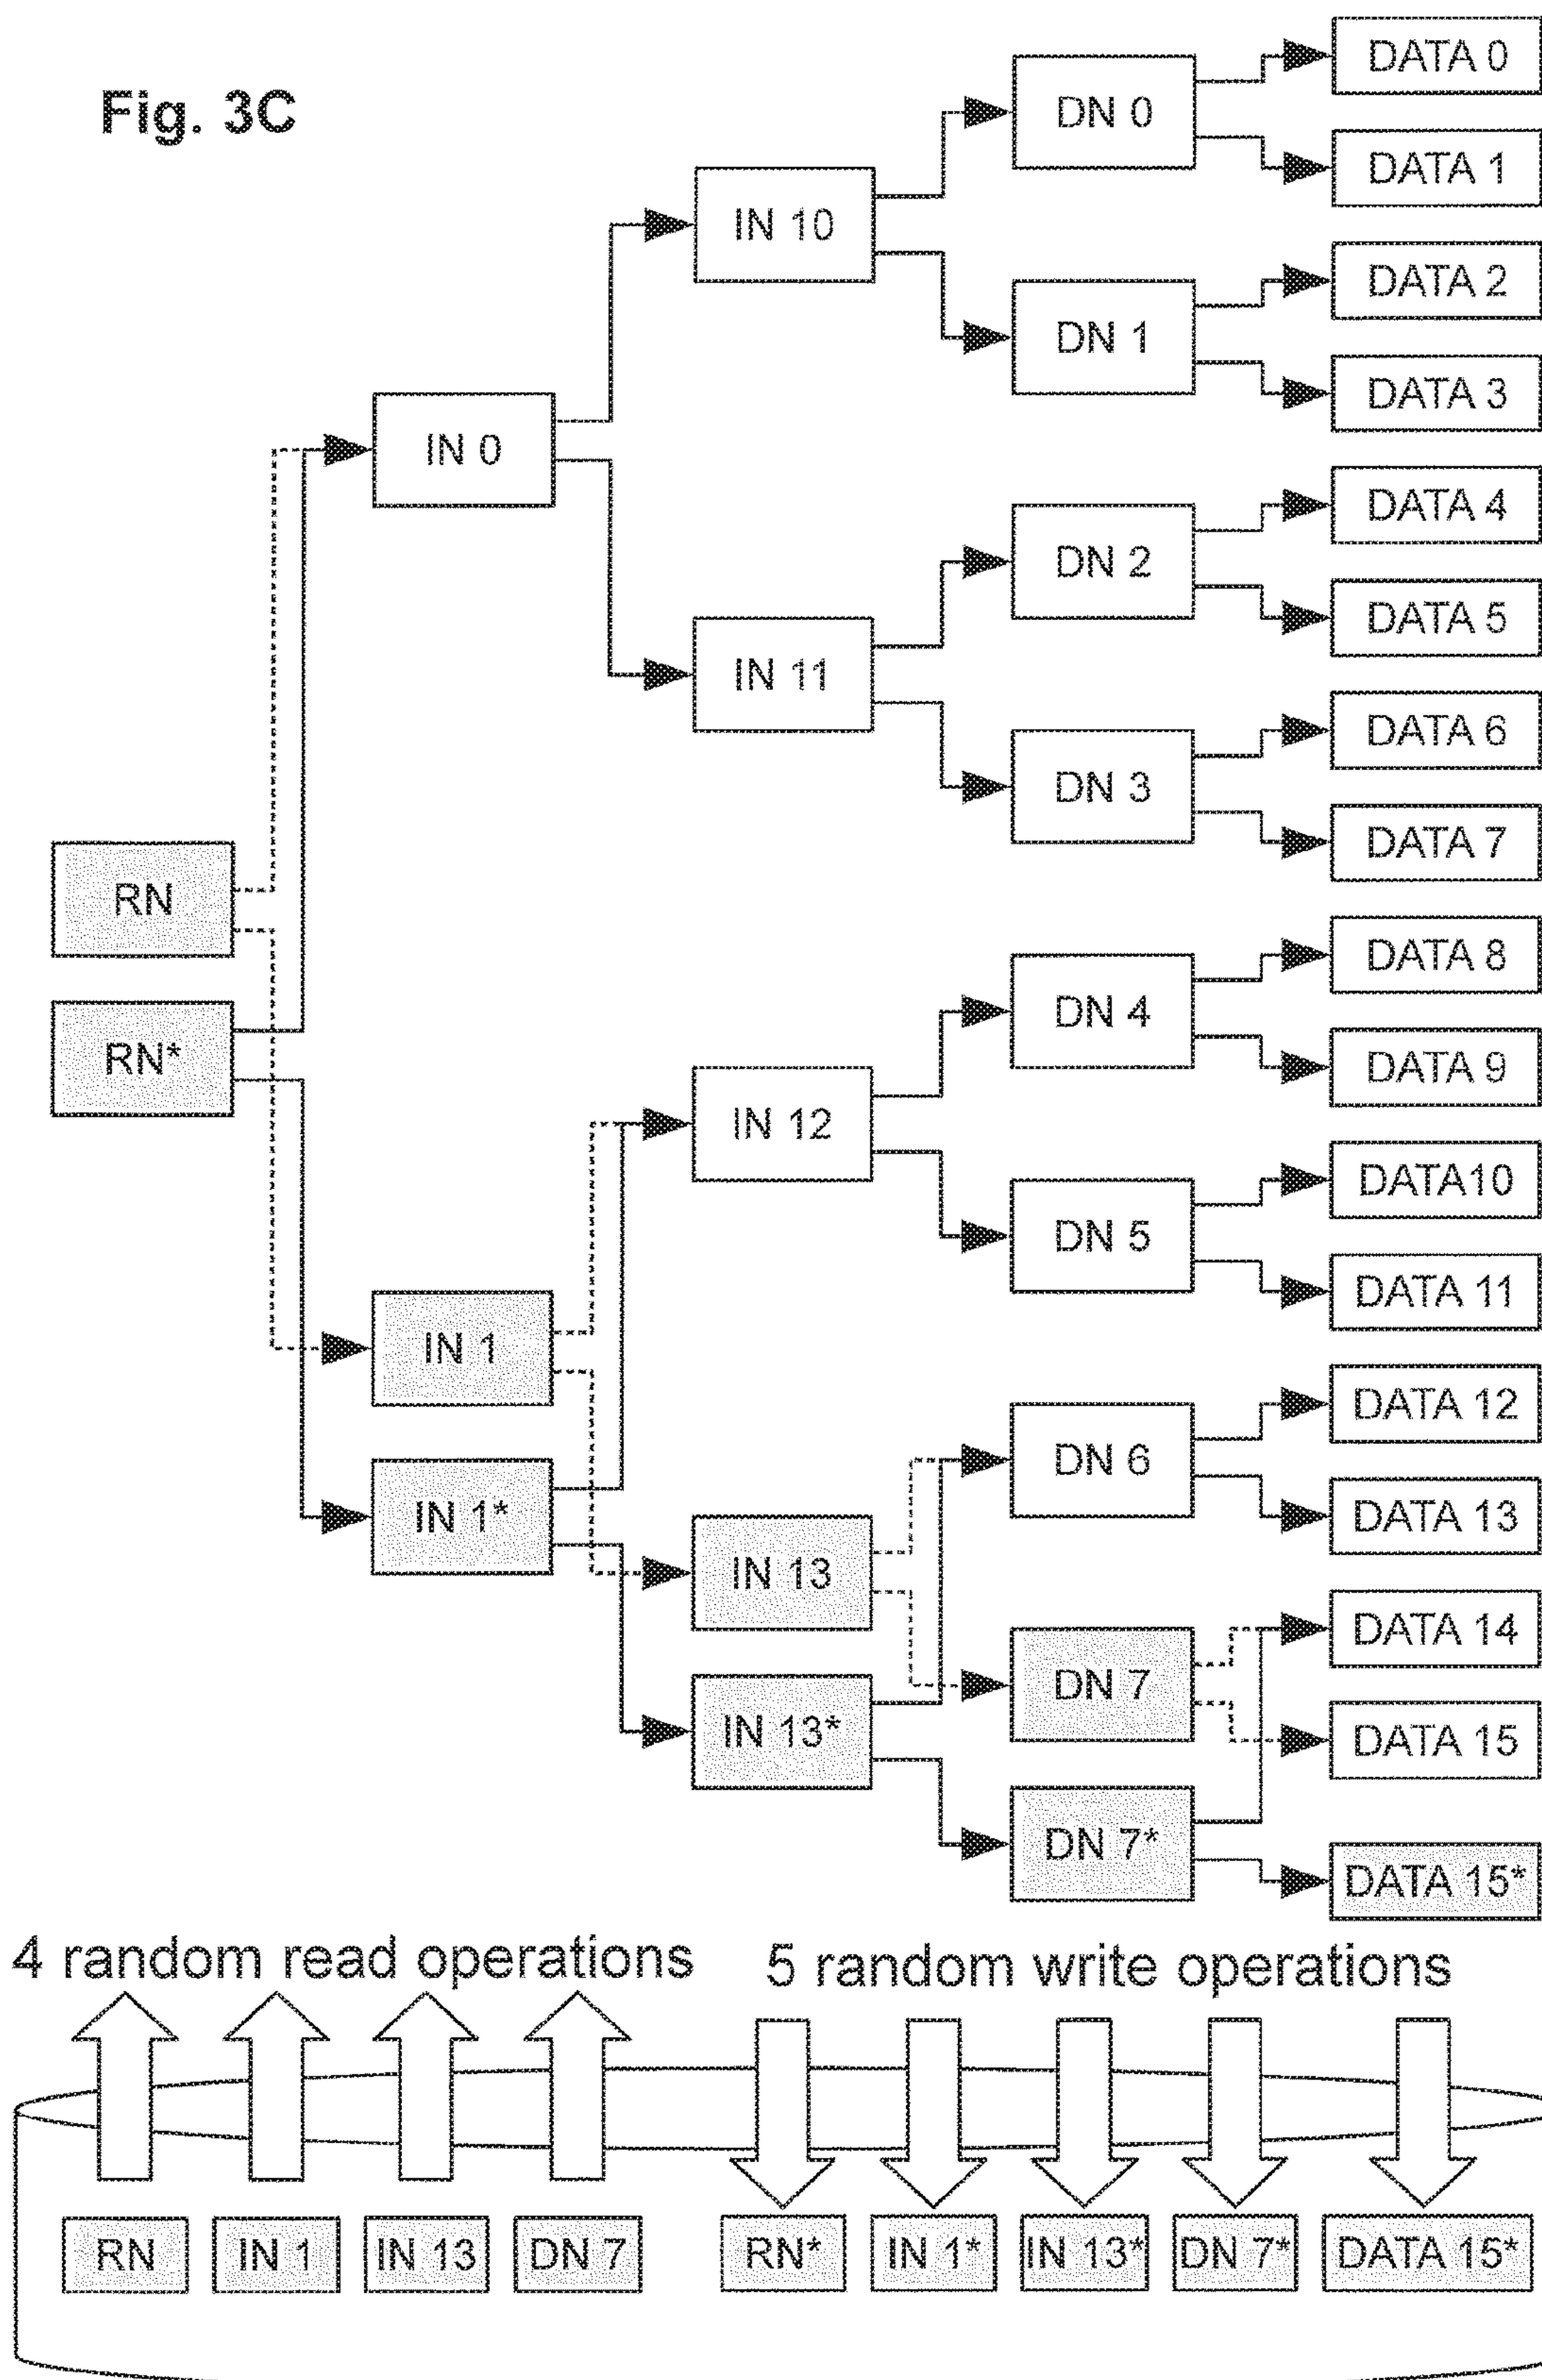 Fig. 3C
DATA 0
DN 0
DATA 1
IN 10
DATA 2
DN 1
DATA 3
IN 0
DATA 4
DN 2
DATA 5
IN 11
DATA 6
DN 3
DATA 7
RN
DATA 8
DN 4
RN*
DATA 9
IN 12
DATA10
DN 5
DATA 11
IN 1
DATA 12
DN 6
IN 1*
DATA 13
IN 13
DATA 14
DN 7
IN 13*
DATA 15
DN 7*
DATA 15*
4 random read operations
5 random write operations
RN IN 1 IN 13 DN 7 RN* IN 1* IN 13* DN 7* DATA 15*